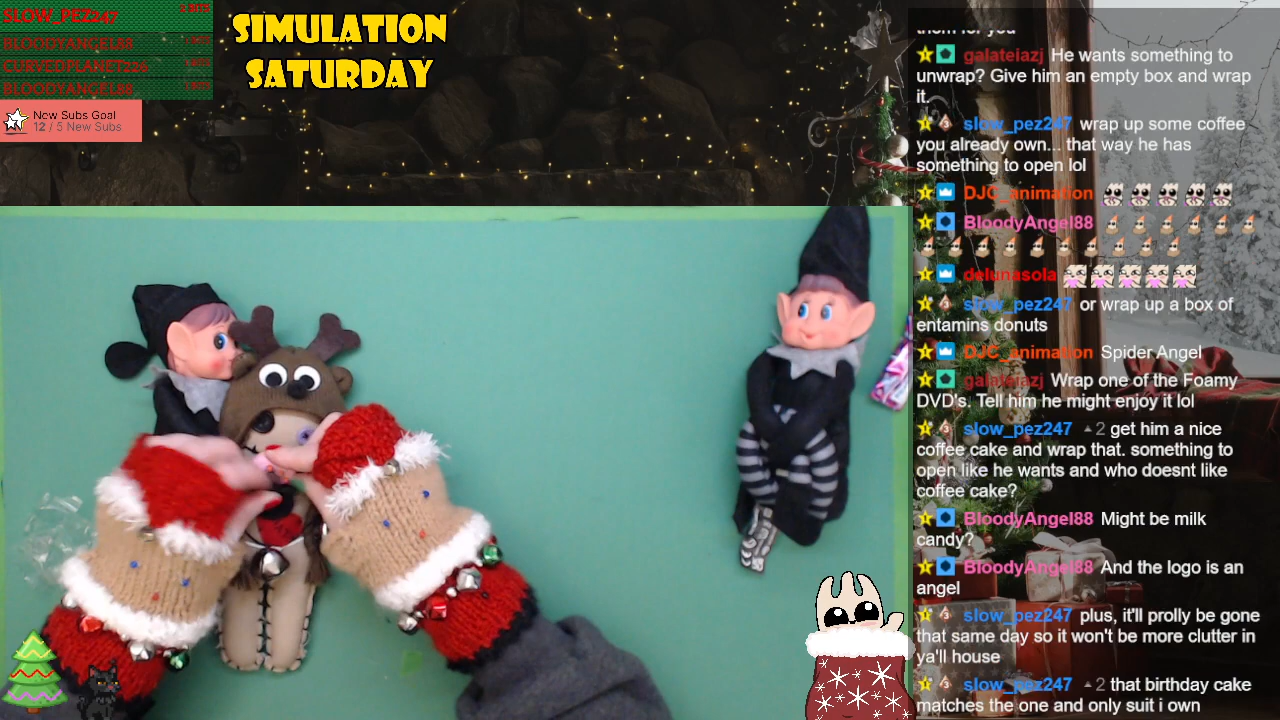 SLOW_PEZ247
BLOODYANGEL88
CURVEDPLANET226
BLOODYANGEL88
New Subs Goal
12 / 5 New Subs
SIMULATION
SATURDAY
them for you
galateiazj He wants something to
unwrap? Give him an empty box and wrap
it.
slow_pez247 wrap up some coffee
you already own... that way he has
something to open lol
DJC_animation
BloodyAngel88
delunasola
slow_pez247 or wrap up a box of
entamins donuts
DJC_animation Spider Angel
galateiazj Wrap one of the Foamy
DVD's. Tell him he might enjoy it lol
slow_pez247 2 get him a nice
coffee cake and wrap that. something to
open like he wants and who doesnt like
coffee cake?
BloodyAngel88 Might be milk
candy?
BloodyAngel88 And the logo is an
angel
slow_pez247 plus, it'll prolly be gone
that same day so it won't be more clutter in
ya'll house
slow_pez247 2 that birthday cake
matches the one and only suit i own